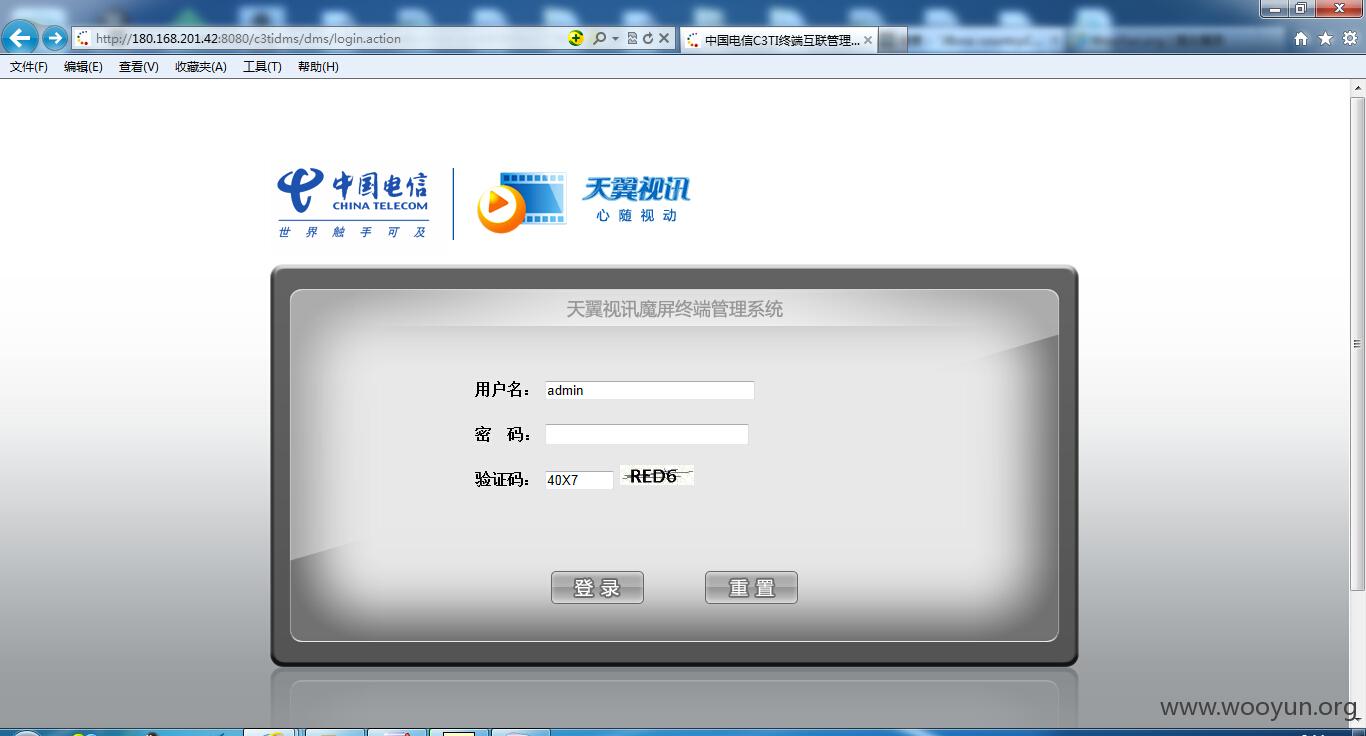 http://180.168.201.42:8080/c3tidms/dms/login.action
中国电信C3TI终端互联管理...
文件(F) 编辑(E) 查看(V) 收藏夹(A) 工具(T) 帮助(H)
中国电信
CHINA TELECOM
世界触手可及
天翼视讯
心随视动
天翼视讯魔屏终端管理系统
用户名： admin
密 码：
验证码： 40X7 RED6
登 录 重 置
www.wooyun.org